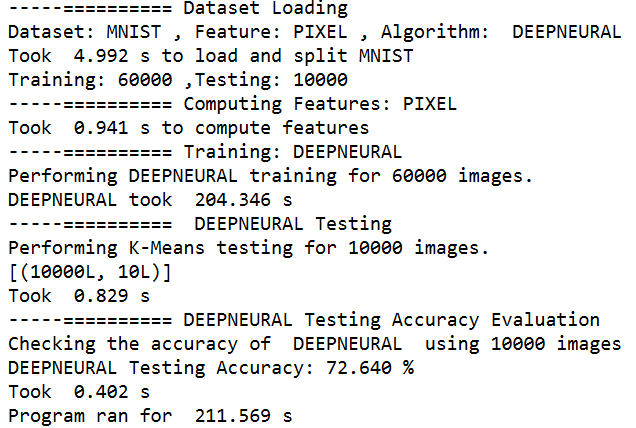 -----========== Dataset Loading
Dataset: MNIST , Feature: PIXEL , Algorithm:  DEEPNEURAL
Took  4.992 s to load and split MNIST
Training: 60000 ,Testing: 10000
-----========== Computing Features: PIXEL
Took  0.941 s to compute features
-----========== Training: DEEPNEURAL
Performing DEEPNEURAL training for 60000 images.
DEEPNEURAL took  204.346 s
-----==========  DEEPNEURAL Testing
Performing K-Means testing for 10000 images.
[(10000L, 10L)]
Took  0.829 s
-----========== DEEPNEURAL Testing Accuracy Evaluation
Checking the accuracy of  DEEPNEURAL  using 10000 images
DEEPNEURAL Testing Accuracy: 72.640 %
Took  0.402 s
Program ran for  211.569 s